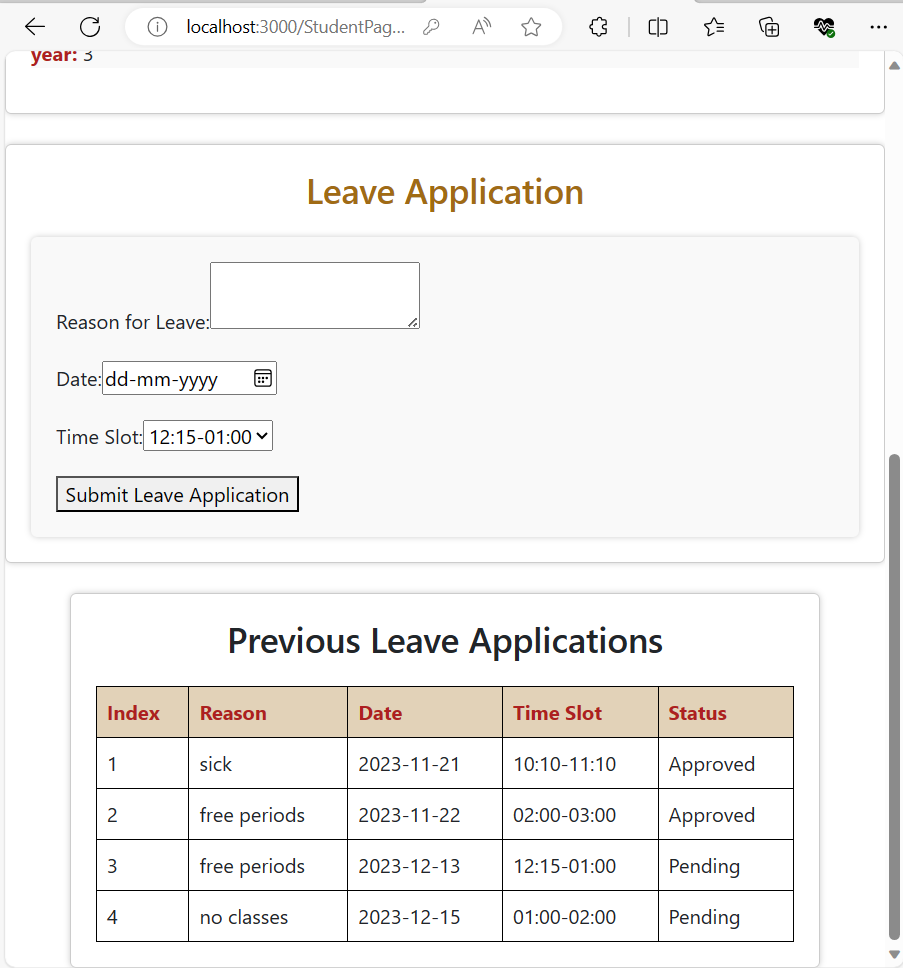 localhost:3000/StudentPag...
year: 3
Leave Application
Reason for Leave:
Date: dd-mm-yyyy
Time Slot: 12:15-01:00
Submit Leave Application
Previous Leave Applications
Index Reason Date Time Slot Status
1 sick 2023-11-21 10:10-11:10 Approved
2 free periods 2023-11-22 02:00-03:00 Approved
3 free periods 2023-12-13 12:15-01:00 Pending
4 no classes 2023-12-15 01:00-02:00 Pending